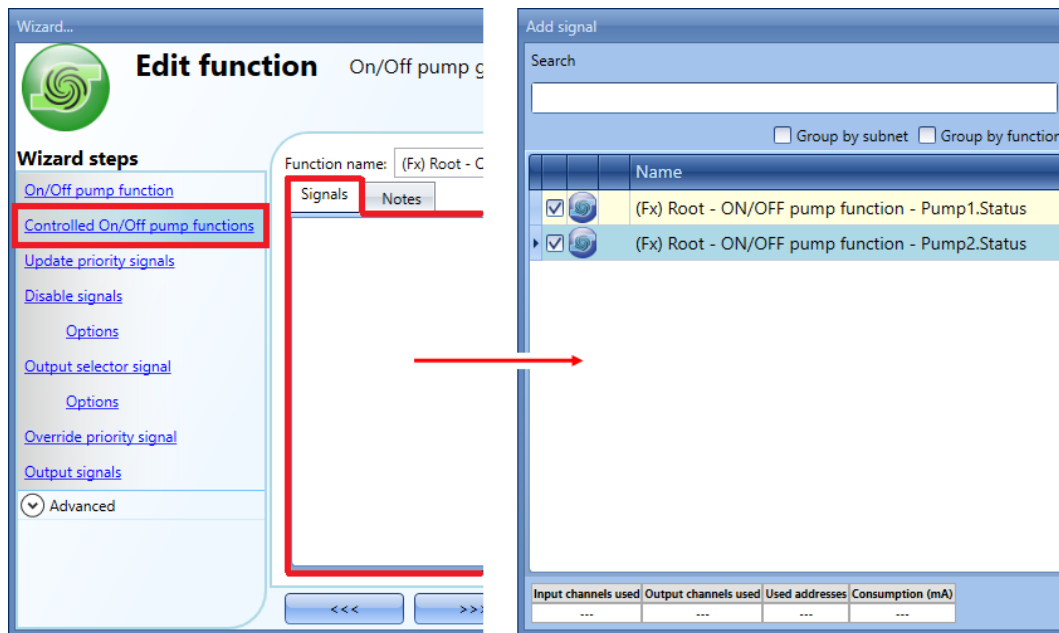 Wizard...
Edit function
On/Off pump g
Wizard steps
On/Off pump function
Controlled On/Off pump functions
Update priority signals
Disable signals
Options
Output selector signal
Options
Override priority signal
Output signals
Advanced
Function name: (Fx) Root - C
Signals Notes
<<< >>>
Add signal
Search
Group by subnet Group by function
Name
(Fx) Root - ON/OFF pump function - Pump1.Status
(Fx) Root - ON/OFF pump function - Pump2.Status
Input channels used Output channels used Used addresses Consumption (mA)
--- --- --- ---